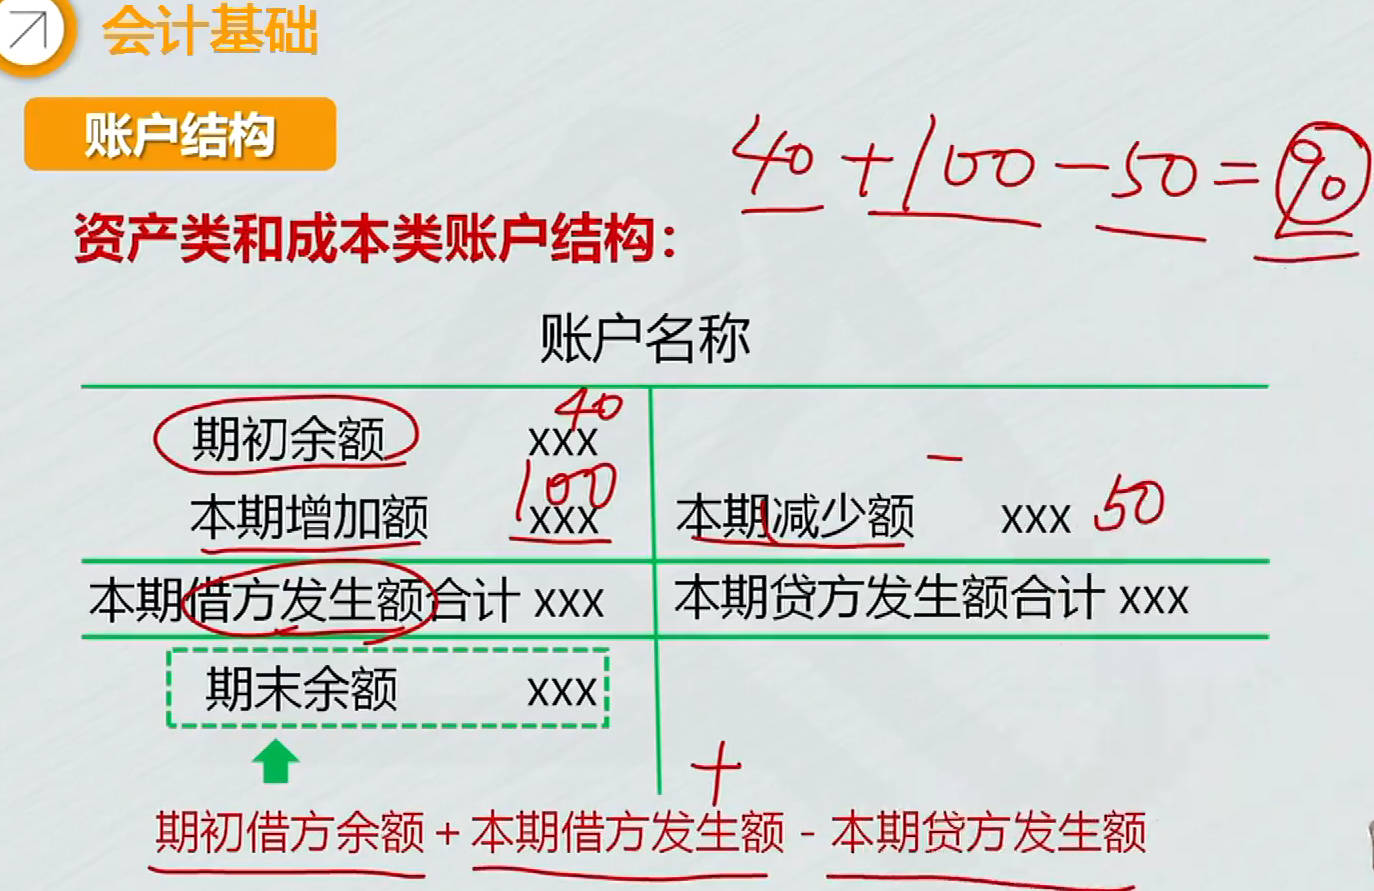 会计基础
账户结构
40+100-50=90
资产类和成本类账户结构：
账户名称
40
期初余额 xxx
100 -
本期增加额 xxx 本期减少额 xxx 50
本期借方发生额合计 xxx 本期贷方发生额合计 xxx
期末余额 xxx
+
期初借方余额+本期借方发生额-本期贷方发生额